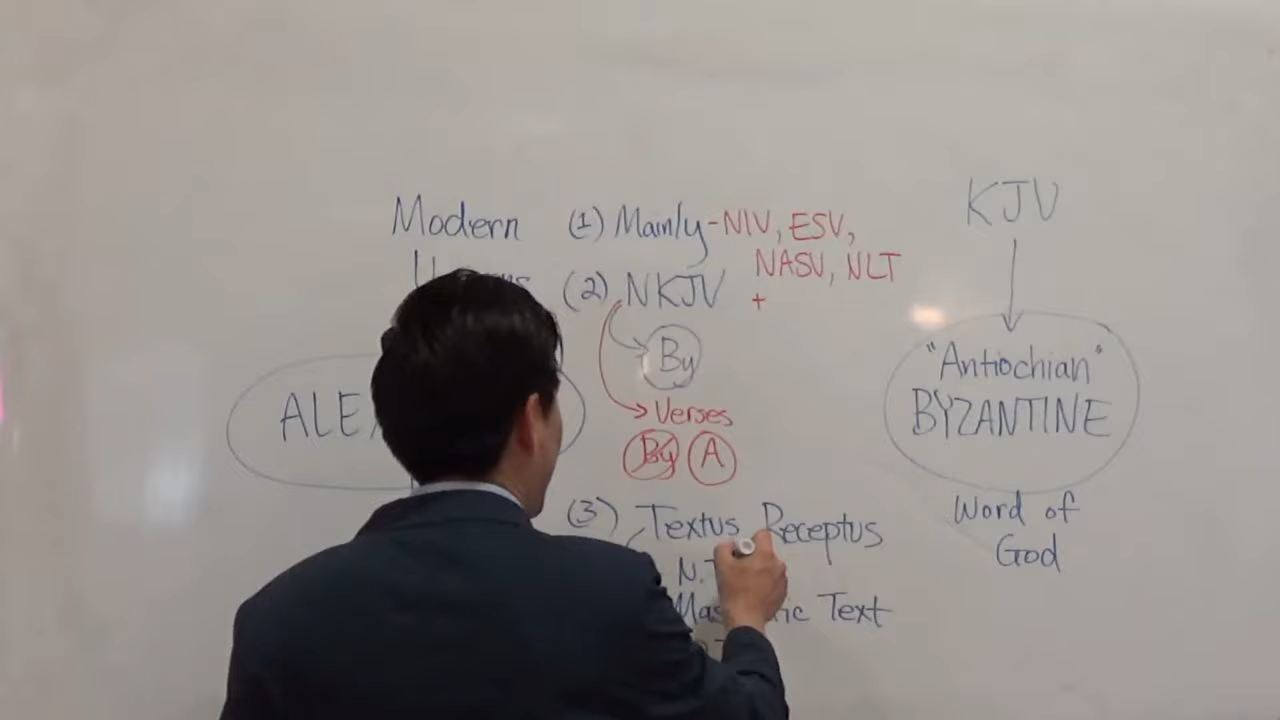 Modern
(1) Mainly - NIV, ESV,
NASV, NLT
(2) NKJV +
By
Verses
By A
(3) Textus Receptus
N.T
Text
KJV
"Antiochian"
BYZANTINE
Word of
God
ALE